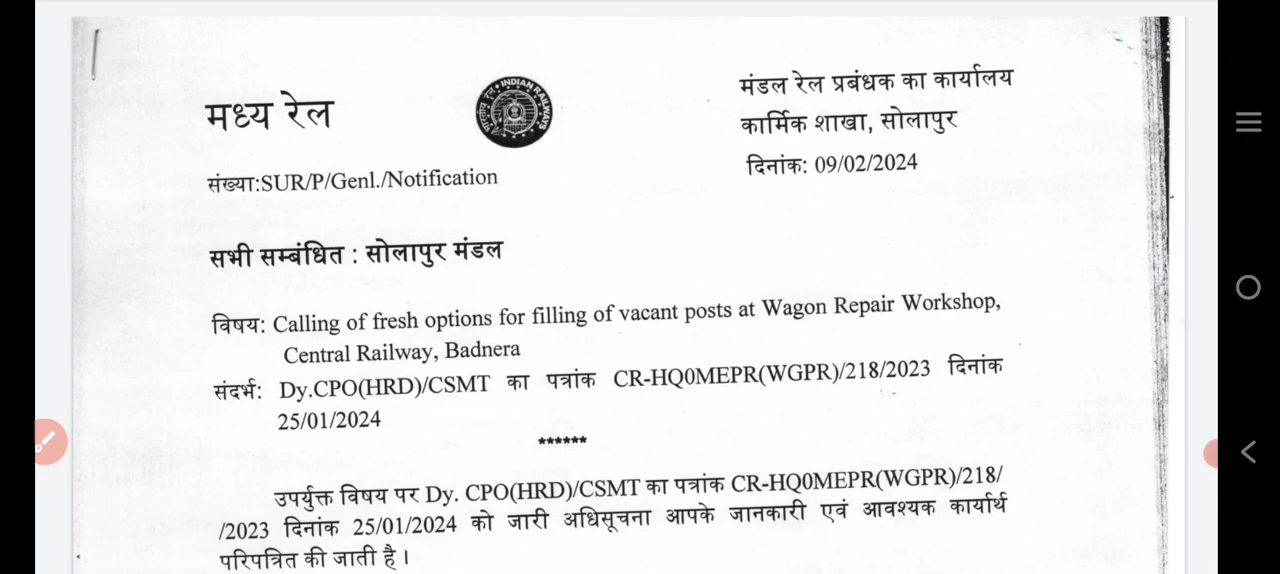 मध्य रेल
INDIAN RAILWAYS
भारतीय रेल
मंडल रेल प्रबंधक का कार्यालय
कार्मिक शाखा, सोलापुर
दिनांक: 09/02/2024
संख्या:SUR/P/Genl./Notification
सभी सम्बंधित : सोलापुर मंडल
विषय: Calling of fresh options for filling of vacant posts at Wagon Repair Workshop,
Central Railway, Badnera
संदर्भ: Dy.CPO(HRD)/CSMT का पत्रांक CR-HQ0MEPR(WGPR)/218/2023 दिनांक
25/01/2024
******
उपर्युक्त विषय पर Dy. CPO(HRD)/CSMT का पत्रांक CR-HQ0MEPR(WGPR)/218/
/2023 दिनांक 25/01/2024 को जारी अधिसूचना आपके जानकारी एवं आवश्यक कार्यार्थ
परिपत्रित की जाती है।